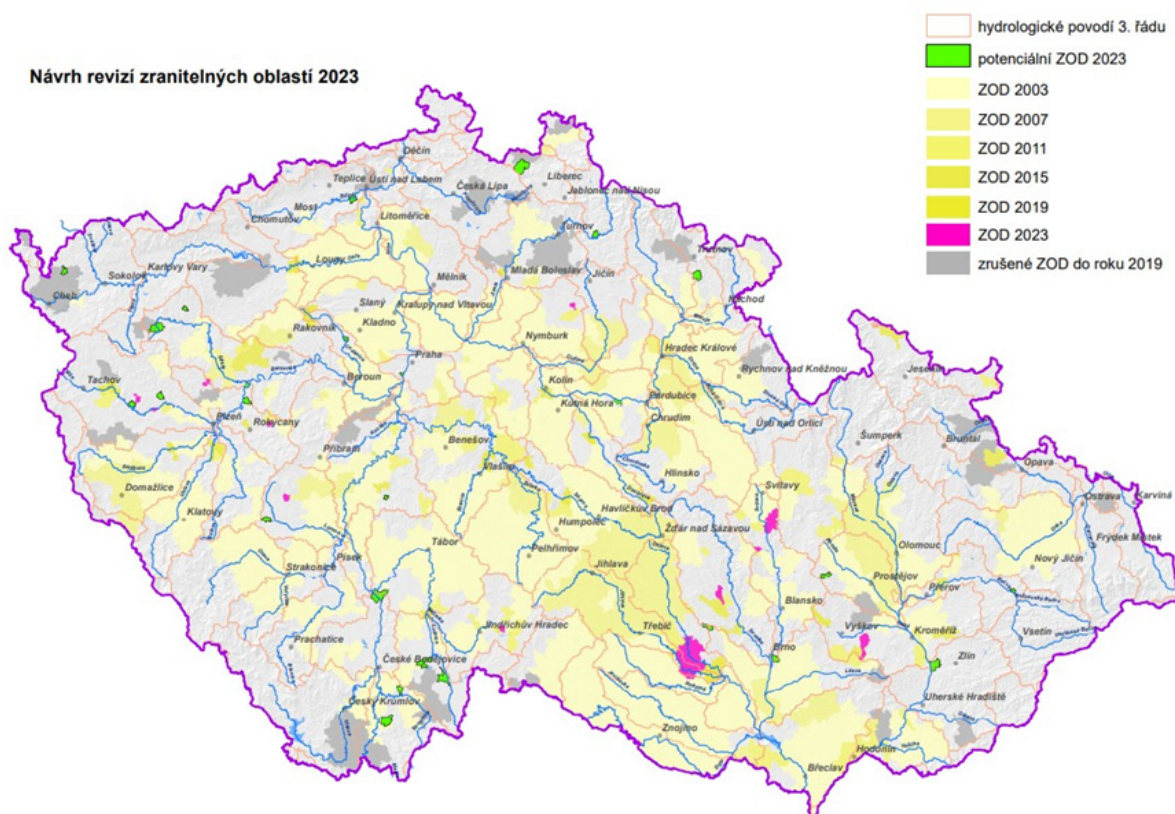 Návrh revizí zranitelných oblastí 2023
hydrologické povodí 3. řádu
potenciální ZOD 2023
ZOD 2003
ZOD 2007
ZOD 2011
ZOD 2015
ZOD 2019
ZOD 2023
zrušené ZOD do roku 2019
Děčín
Teplice
Ústí nad Labem
Česká Lípa
Liberec
Jablonec nad Nisou
Most
Chomutov
Litoměřice
Turnov
Trutnov
Karlovy Vary
Sokolov
Cheb
Louny
Mělník
Mladá Boleslav
Jičín
Náchod
Slaný
Kralupy nad Vltavou
Kladno
Rakovník
Nymburk
Hradec Králové
Praha
Rychnov nad Kněžnou
Jeseník
Tachov
Beroun
Kolín
Pardubice
Kutná Hora
Chrudim
Ústí nad Orlicí
Plzeň
Rokycany
Šumperk
Bruntál
Benešov
Příbram
Opava
Vlašim
Hlinsko
Svitavy
Ostrava
Karviná
Domažlice
Klatovy
Havlíčkův Brod
Humpolec
Žďár nad Sázavou
Frýdek Místek
Tábor
Pelhřimov
Olomouc
Nový Jičín
Písek
Strakonice
Jihlava
Prostějov
Přerov
Blansko
Vyškov
Kroměříž
Vsetín
Jindřichův Hradec
Třebíč
Prachatice
České Budějovice
Brno
Zlín
Uherské Hradiště
Český Krumlov
Znojmo
Hodonín
Břeclav